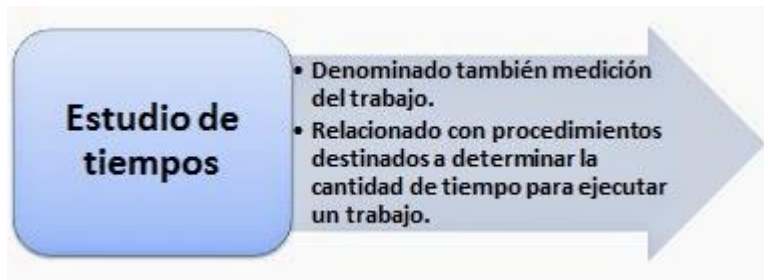 Estudio de
tiempos
• Denominado también medición
del trabajo.
• Relacionado con procedimientos
destinados a determinar la
cantidad de tiempo para ejecutar
un trabajo.